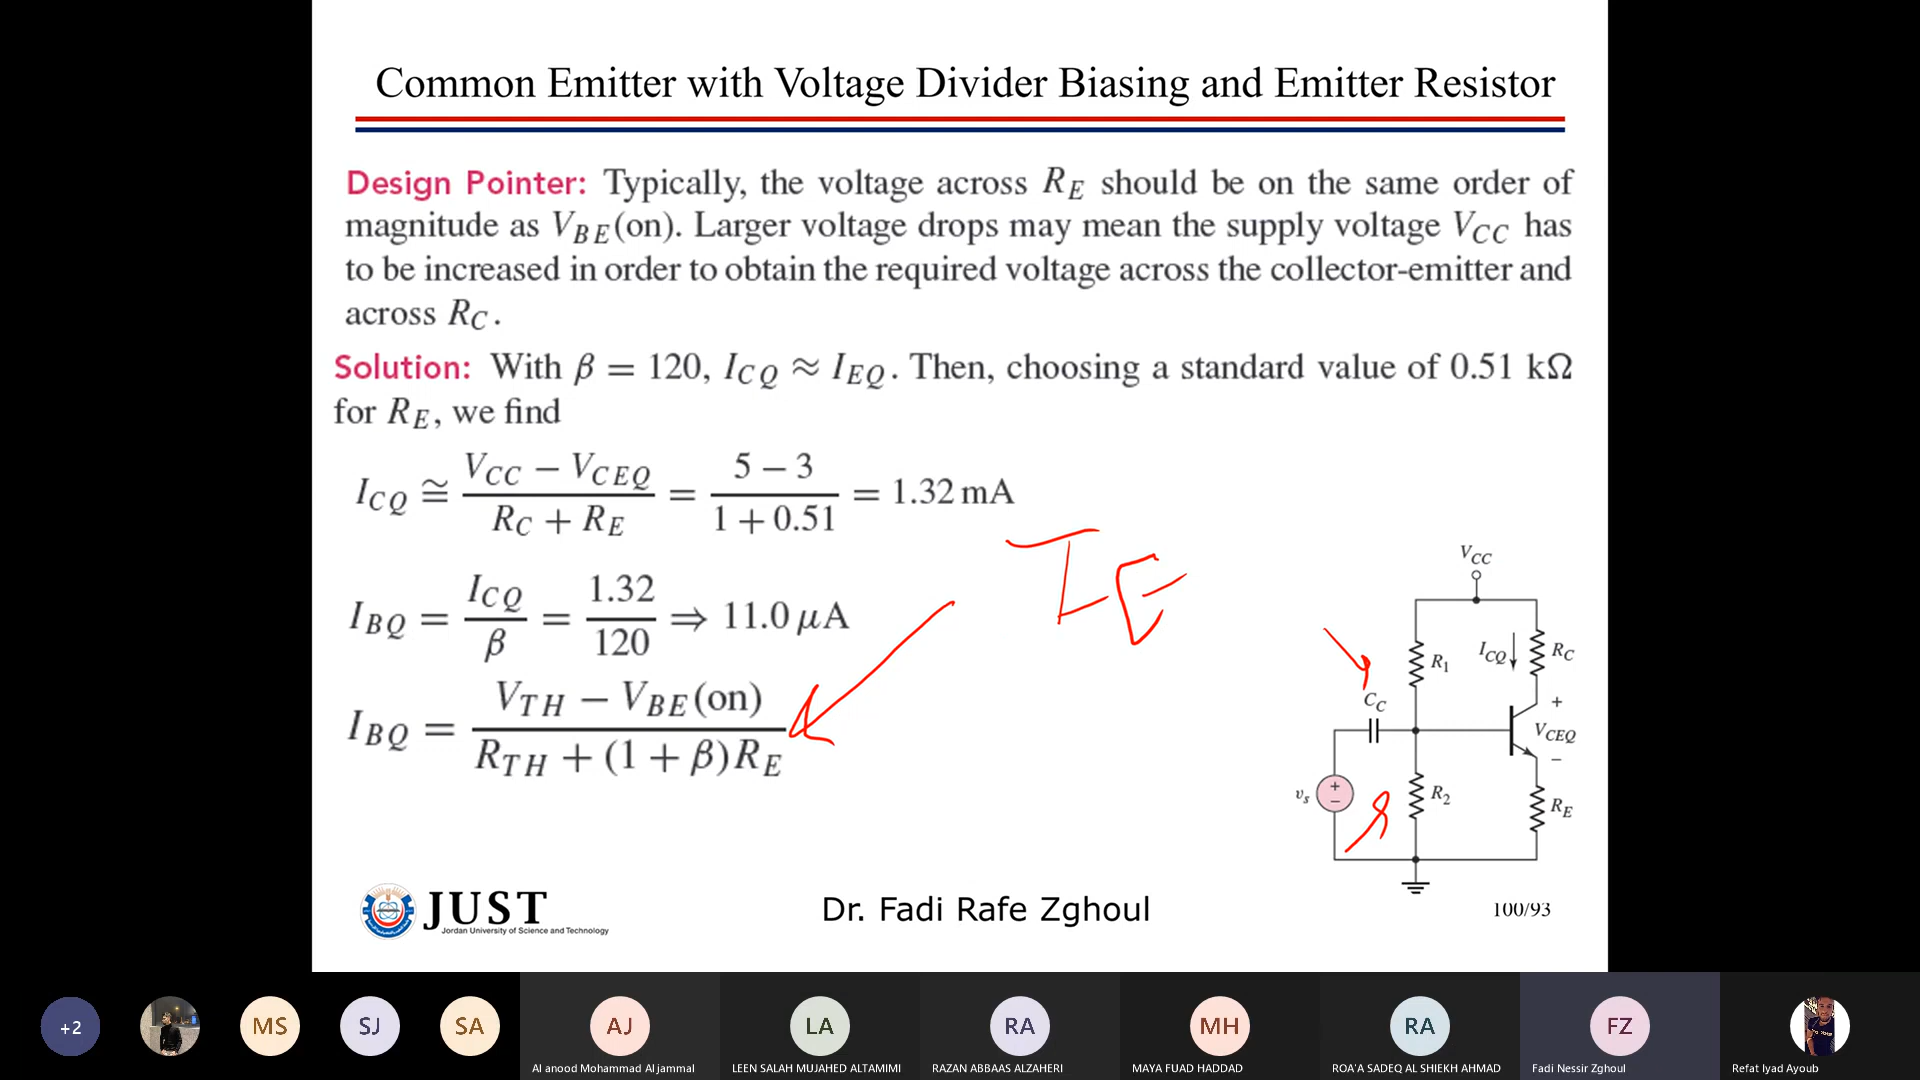 Common Emitter with Voltage Divider Biasing and Emitter Resistor
Design Pointer: Typically, the voltage across R_E should be on the same order of
magnitude as V_BE(on). Larger voltage drops may mean the supply voltage V_CC has
to be increased in order to obtain the required voltage across the collector-emitter and
across R_C.
Solution: With β = 120, I_CQ ≈ I_EQ. Then, choosing a standard value of 0.51 kΩ
for R_E, we find
I_CQ ≅ (V_CC − V_CEQ)/(R_C + R_E) = (5 − 3)/(1 + 0.51) = 1.32 mA
I_E
I_BQ = I_CQ/β = 1.32/120 ⇒ 11.0 μA
I_BQ = (V_TH − V_BE(on))/(R_TH + (1 + β)R_E)
V_CC
R_1
I_CQ
R_C
C_C
+
V_CEQ
−
v_s
+
−
R_2
R_E
JUST
Jordan University of Science and Technology
Dr. Fadi Rafe Zghoul
100/93
+2
MS
SJ
SA
AJ
LA
RA
MH
RA
FZ
Al anood Mohammad Al jammal
LEEN SALAH MUJAHED ALTAMIMI
RAZAN ABBAAS ALZAHERI
MAYA FUAD HADDAD
ROA'A SADEQ AL SHIEKH AHMAD
Fadi Nessir Zghoul
Refat Iyad Ayoub